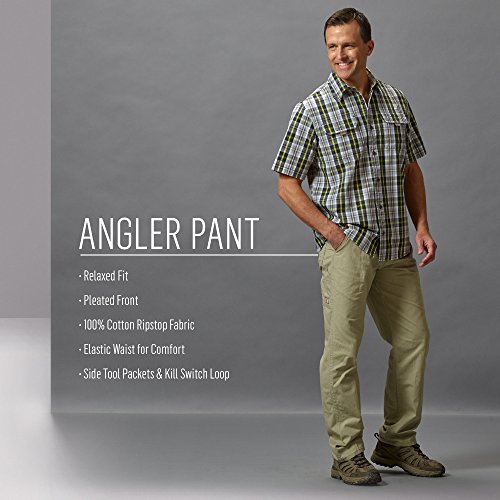 ANGLER PANT
· Relaxed Fit
· Pleated Front
· 100% Cotton Ripstop Fabric
· Elastic Waist for Comfort
· Side Tool Packets & Kill Switch Loop